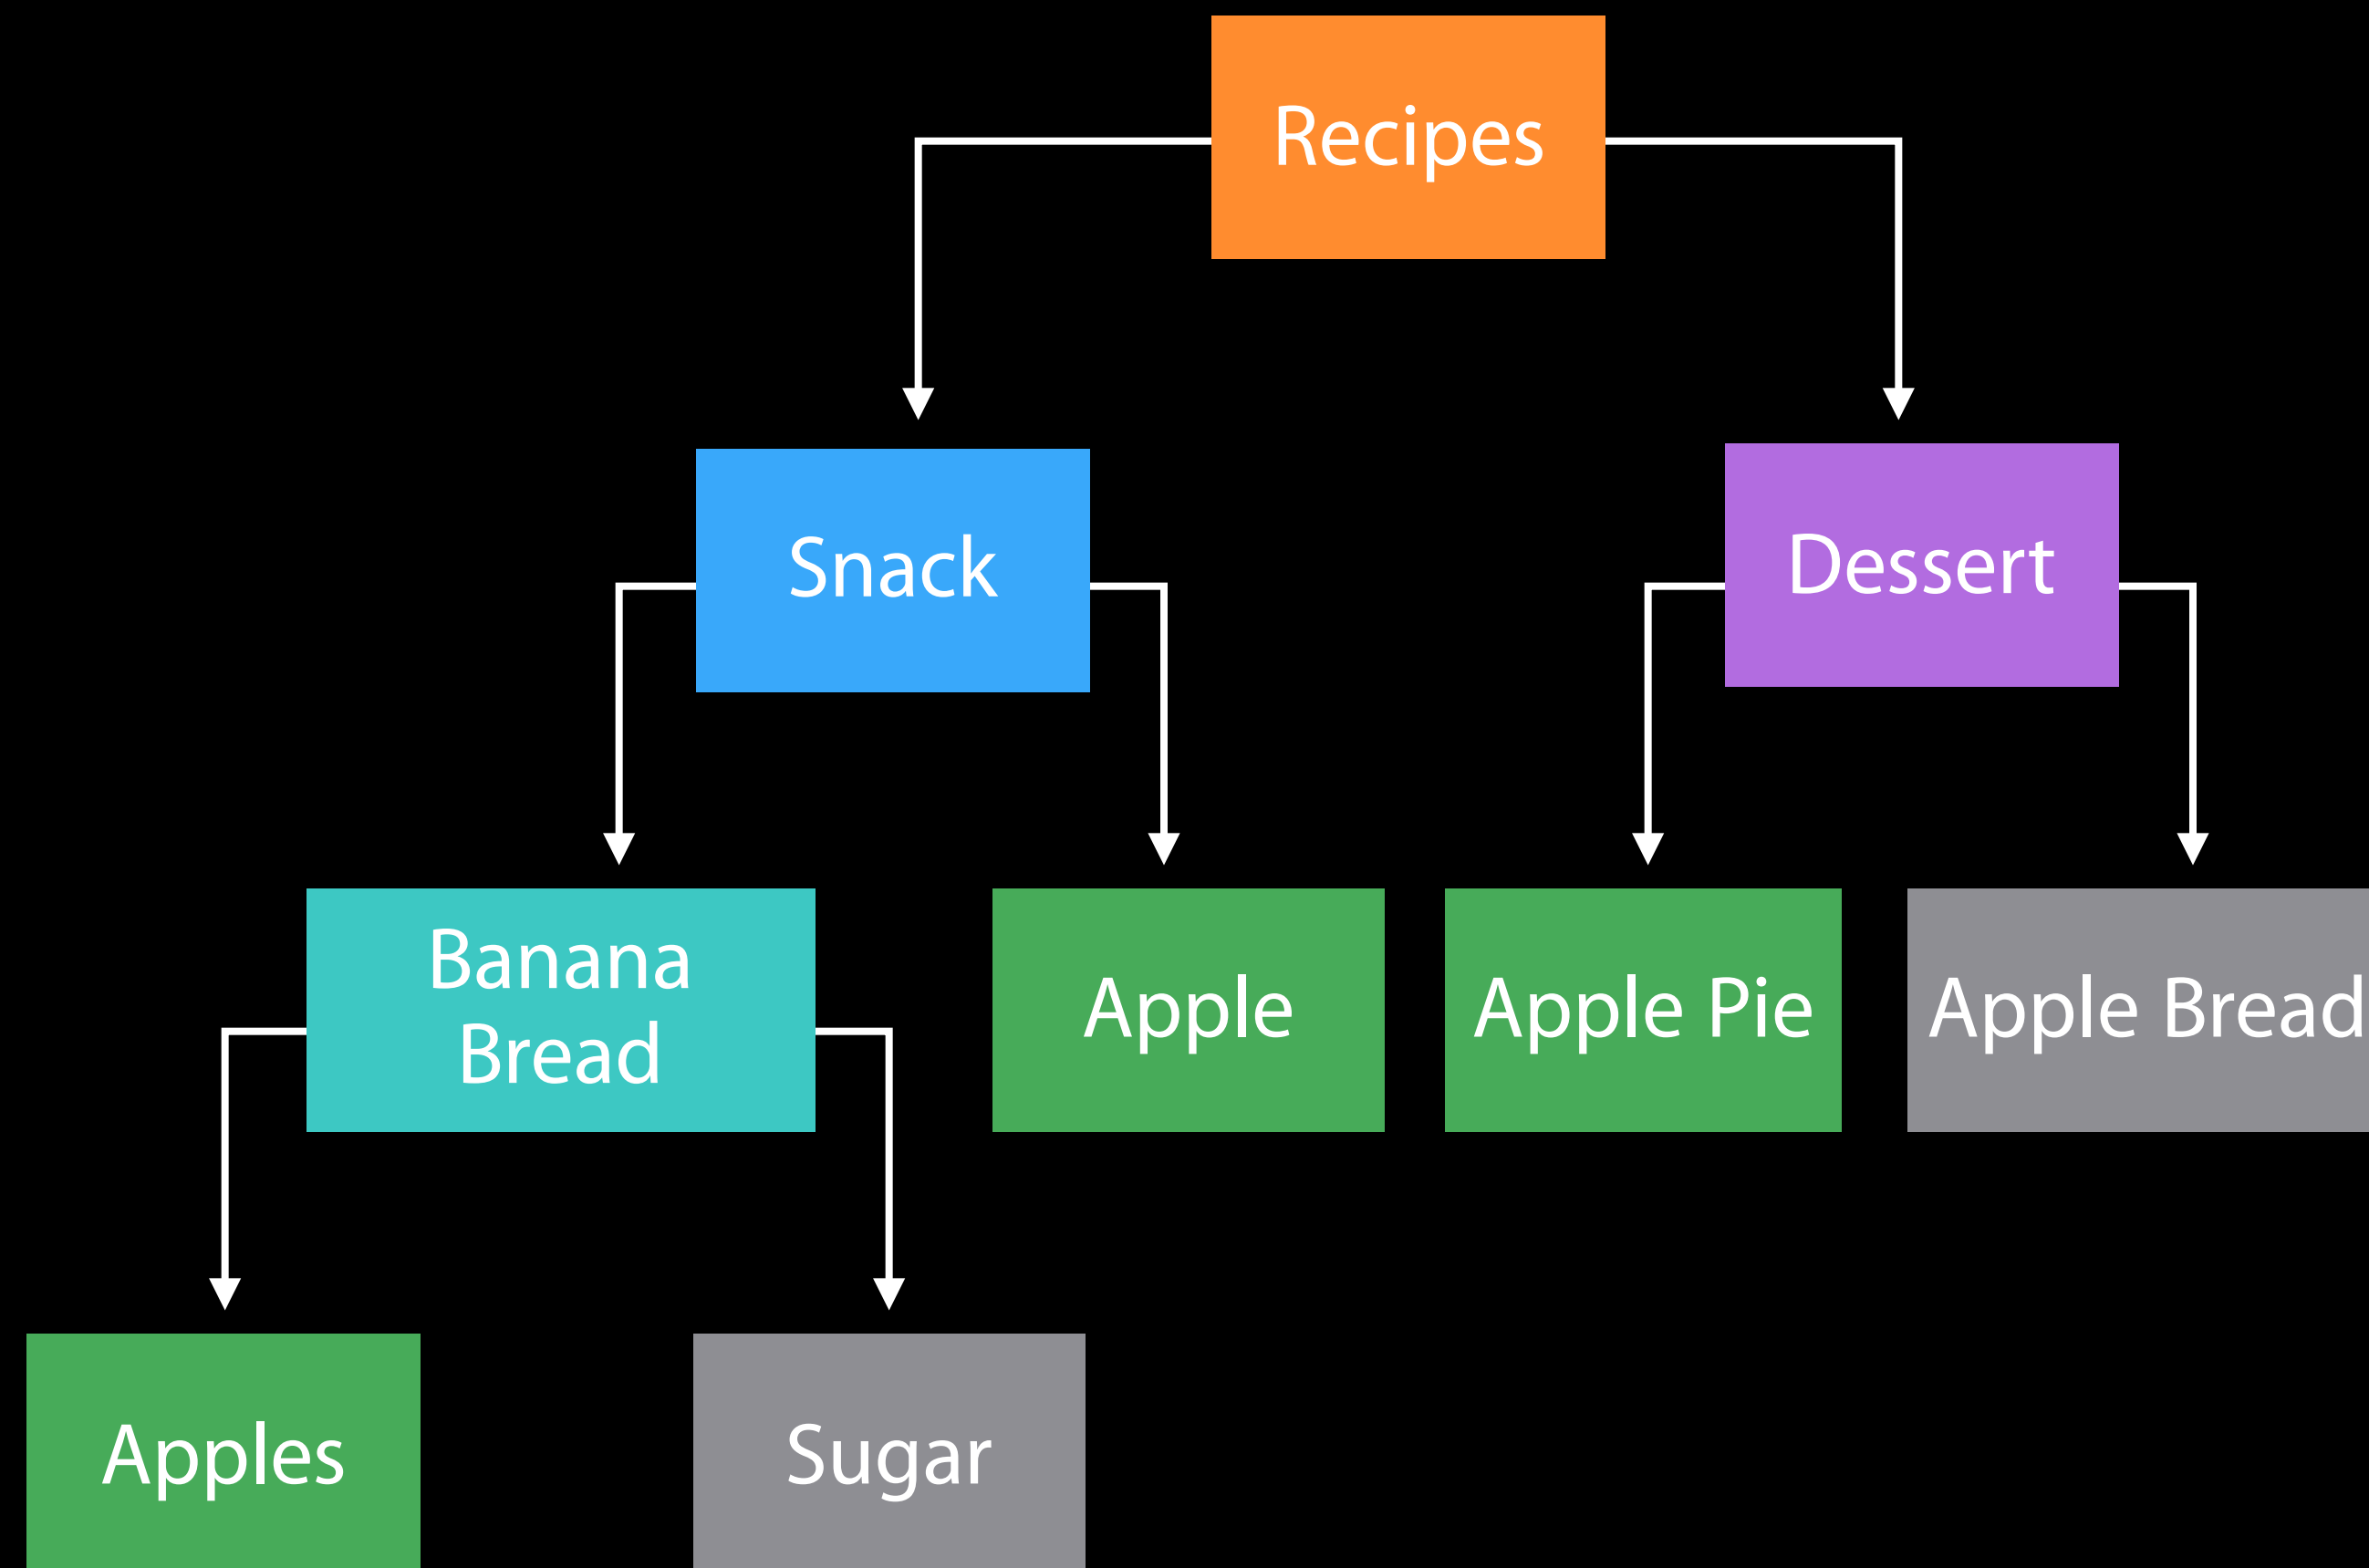 Recipes
Snack
Dessert
Banana
Bread
Apple
Apple Pie
Apple Bread
Apples
Sugar